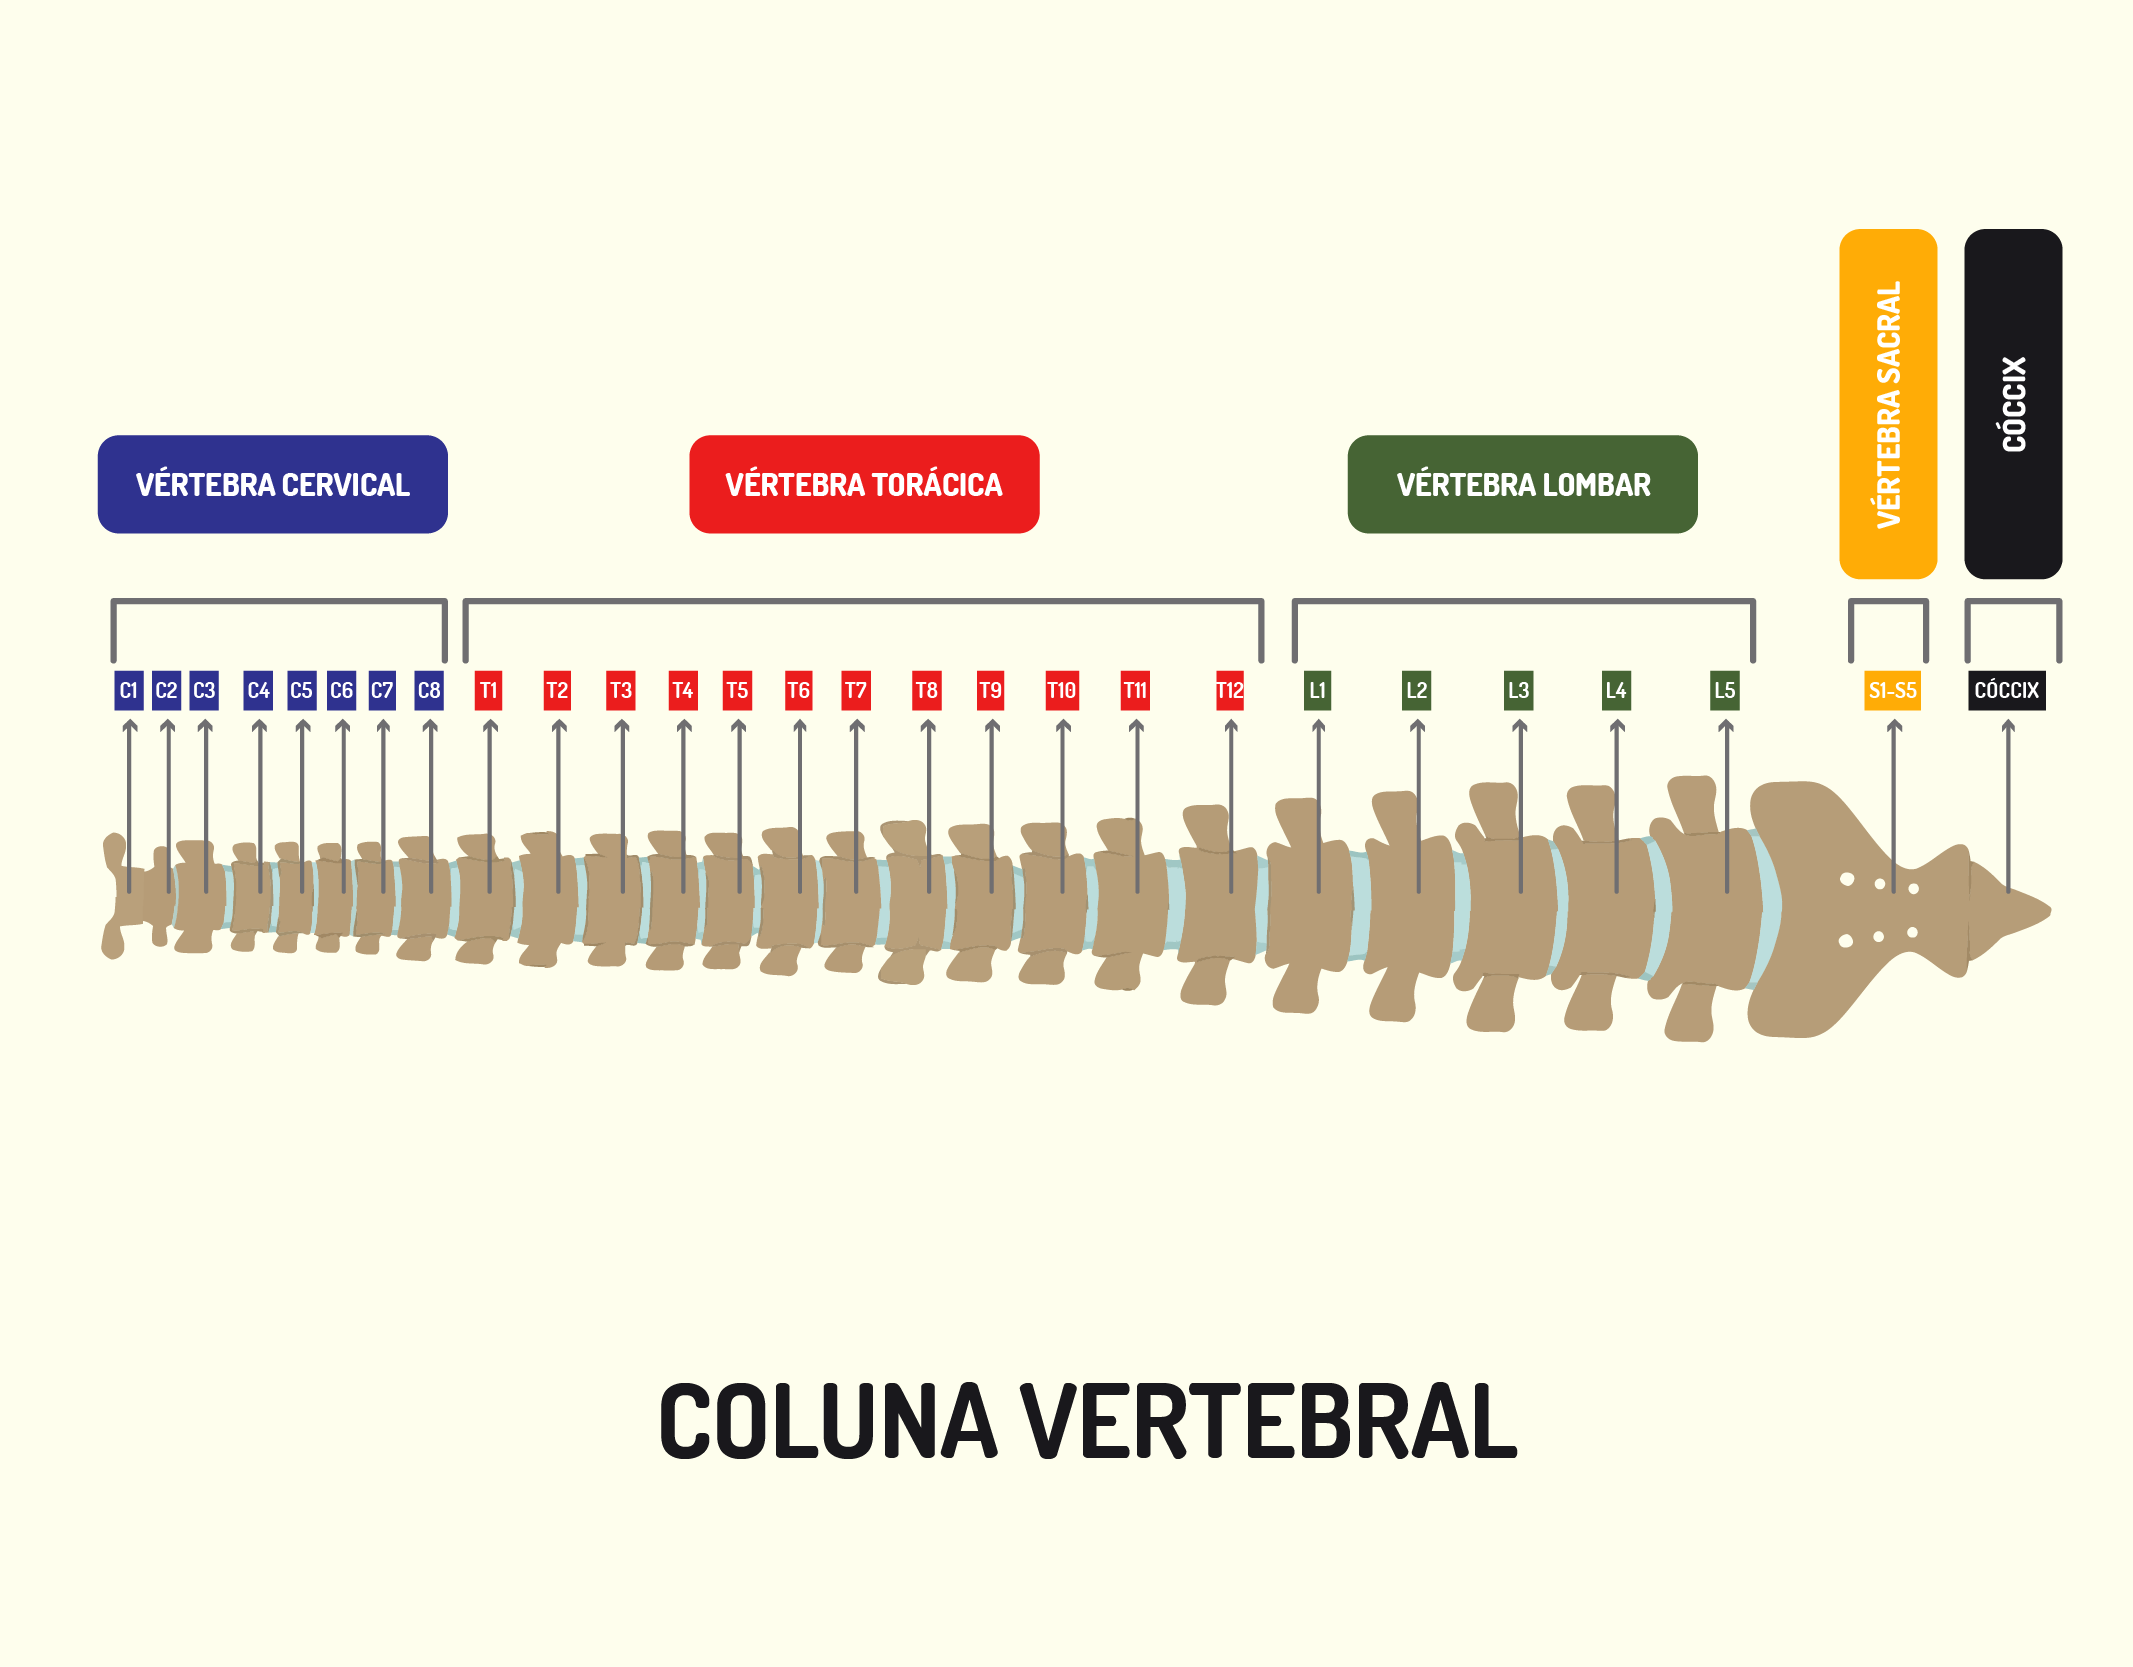 VÉRTEBRA SACRAL
CÓCCIX
VÉRTEBRA CERVICAL
VÉRTEBRA TORÁCICA
VÉRTEBRA LOMBAR
C1 C2 C3 C4 C5 C6 C7 C8 T1 T2 T3 T4 T5 T6 T7 T8 T9 T10 T11 T12 L1 L2 L3 L4 L5 S1-S5 CÓCCIX
COLUNA VERTEBRAL